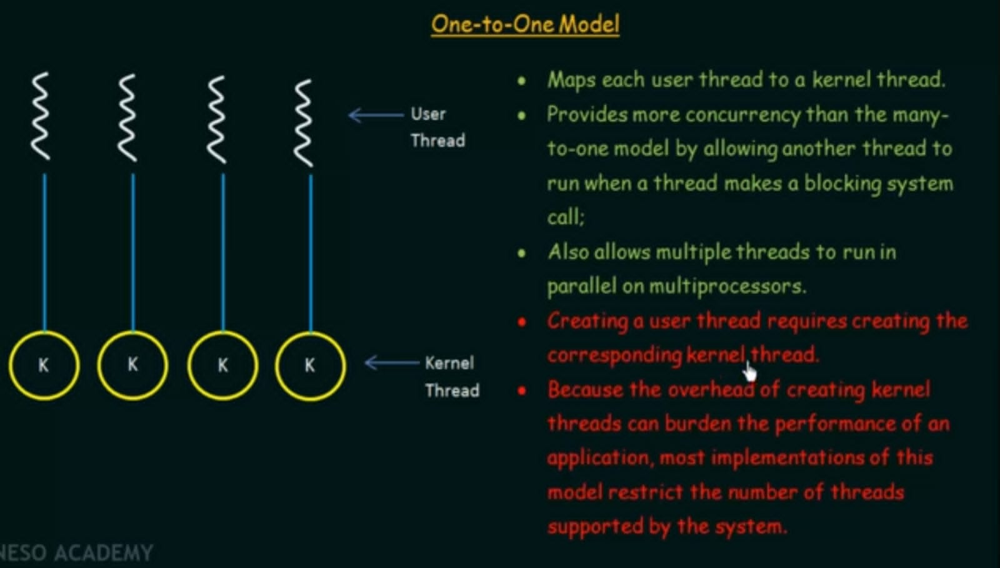 One-to-One Model
User
Thread
K
K
K
K
Kernel
Thread
• Maps each user thread to a kernel thread.
• Provides more concurrency than the many-
to-one model by allowing another thread to
run when a thread makes a blocking system
call;
• Also allows multiple threads to run in
parallel on multiprocessors.
• Creating a user thread requires creating the
corresponding kernel thread.
• Because the overhead of creating kernel
threads can burden the performance of an
application, most implementations of this
model restrict the number of threads
supported by the system.
NESO ACADEMY